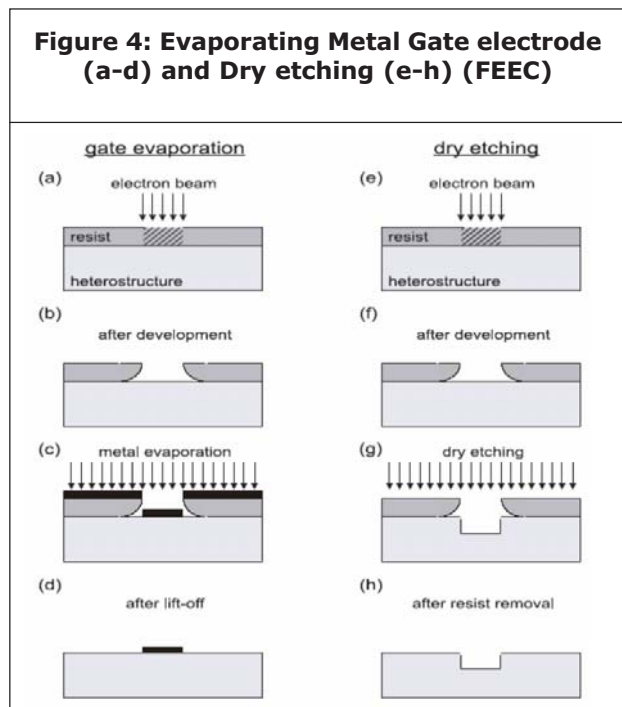 Figure 4: Evaporating Metal Gate electrode
(a-d) and Dry etching (e-h) (FEEC)
gate evaporation
(a)
electron beam
resist
heterostructure
(b)
after development
(c)
metal evaporation
(d)
after lift-off
dry etching
(e)
electron beam
resist
heterostructure
(f)
after development
(g)
dry etching
(h)
after resist removal